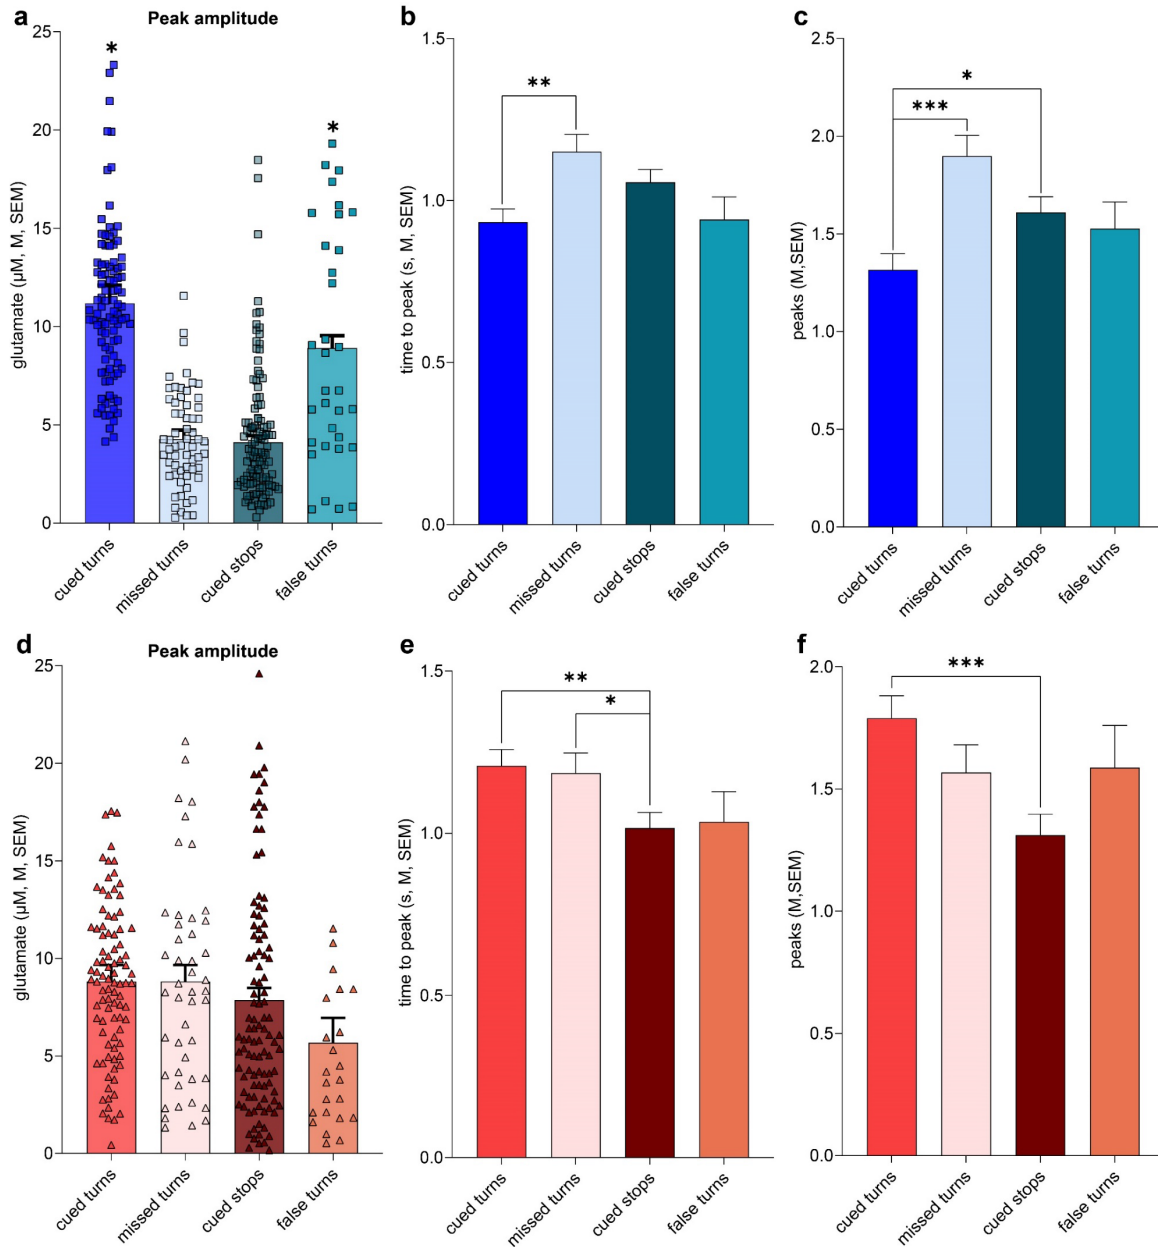 a
Peak amplitude
*
*
25
20
15
10
5
0
glutamate (µM, M, SEM)
cued turns
missed turns
cued stops
false turns
b
1.5
1.0
0.5
0.0
time to peak (s, M, SEM)
**
cued turns
missed turns
cued stops
false turns
c
2.5
2.0
1.5
1.0
0.5
0.0
peaks (M,SEM)
*
***
cued turns
missed turns
cued stops
false turns
d
Peak amplitude
25
20
15
10
5
0
glutamate (µM, M, SEM)
cued turns
missed turns
cued stops
false turns
e
1.5
1.0
0.5
0.0
time to peak (s, M, SEM)
**
*
cued turns
missed turns
cued stops
false turns
f
2.0
1.5
1.0
0.5
0.0
peaks (M,SEM)
***
cued turns
missed turns
cued stops
false turns